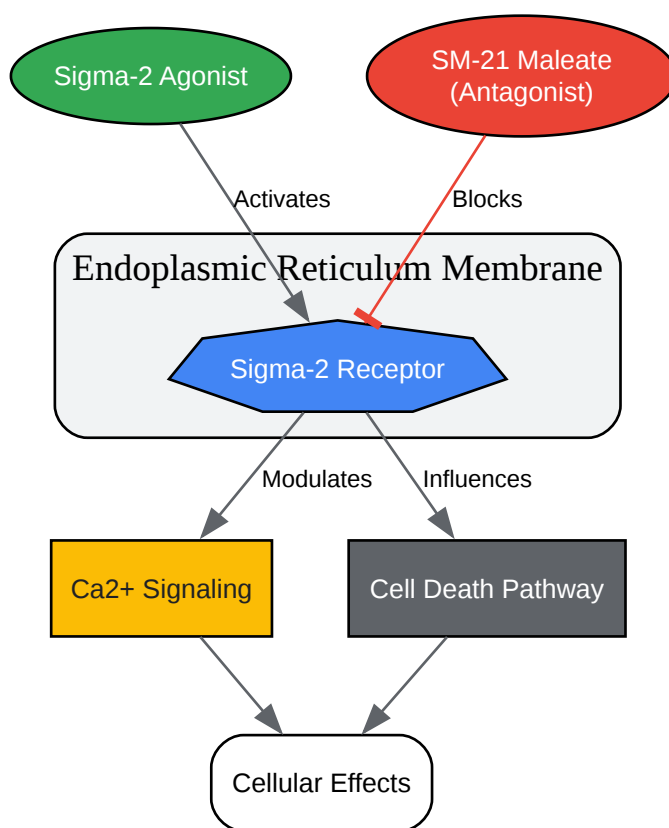 Sigma-2 Agonist
SM-21 Maleate
(Antagonist)
Activates
Blocks
Endoplasmic Reticulum Membrane
Sigma-2 Receptor
Modulates
Influences
Ca2+ Signaling
Cell Death Pathway
Cellular Effects